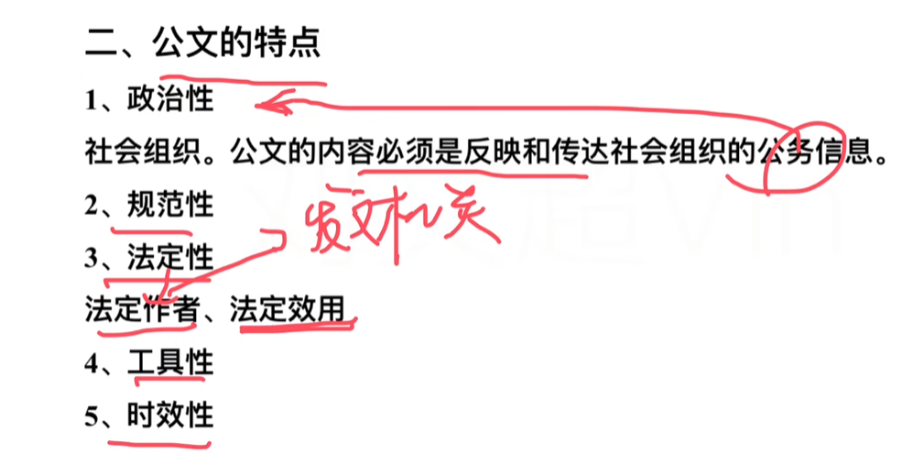 二、公文的特点
1、政治性
社会组织。公文的内容必须是反映和传达社会组织的公务信息。
2、规范性
发文机关
3、法定性
法定作者、法定效用
4、工具性
5、时效性